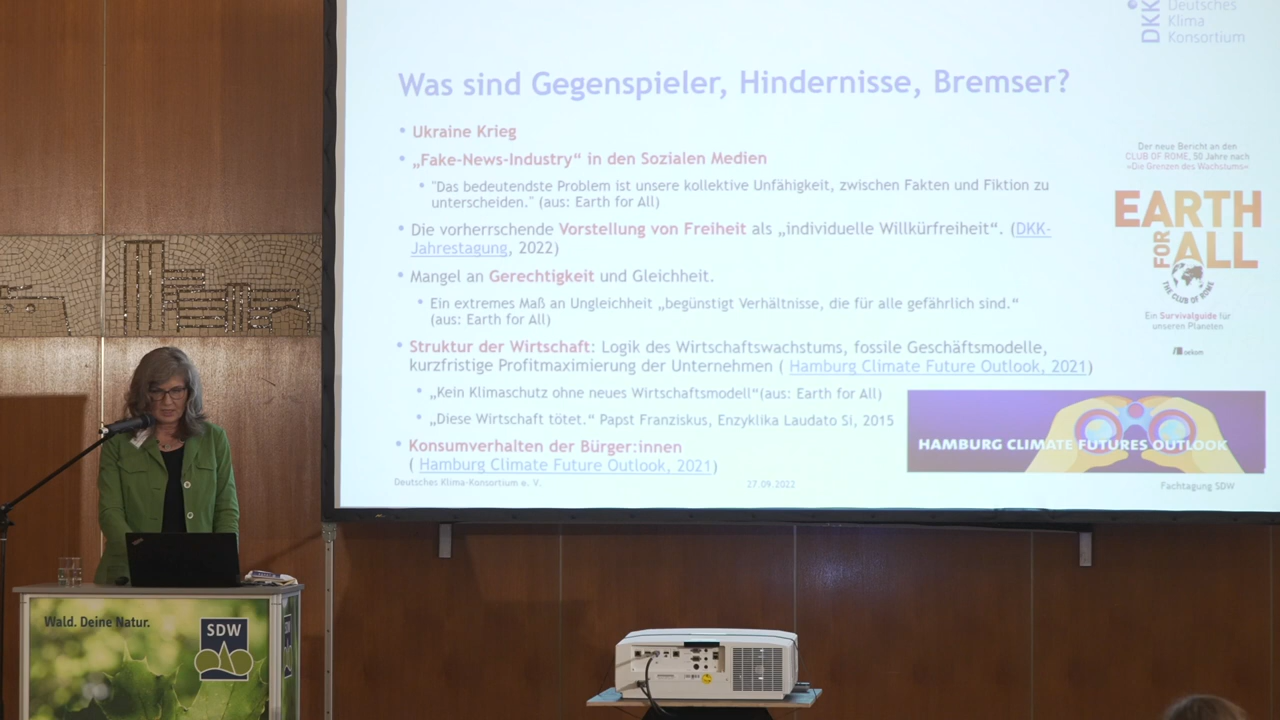 DKK Deutsches
Klima
Konsortium
Was sind Gegenspieler, Hindernisse, Bremser?
• Ukraine Krieg
• „Fake-News-Industry“ in den Sozialen Medien
• "Das bedeutendste Problem ist unsere kollektive Unfähigkeit, zwischen Fakten und Fiktion zu
unterscheiden." (aus: Earth for All)
• Die vorherrschende Vorstellung von Freiheit als „individuelle Willkürfreiheit“. (DKK-
Jahrestagung, 2022)
• Mangel an Gerechtigkeit und Gleichheit.
• Ein extremes Maß an Ungleichheit „begünstigt Verhältnisse, die für alle gefährlich sind.“
(aus: Earth for All)
• Struktur der Wirtschaft: Logik des Wirtschaftswachstums, fossile Geschäftsmodelle,
kurzfristige Profitmaximierung der Unternehmen ( Hamburg Climate Future Outlook, 2021)
• „Kein Klimaschutz ohne neues Wirtschaftsmodell“(aus: Earth for All)
• „Diese Wirtschaft tötet.“ Papst Franziskus, Enzyklika Laudato Si, 2015
• Konsumverhalten der Bürger:innen
( Hamburg Climate Future Outlook, 2021)
Der neue Bericht an den
CLUB OF ROME, 50 Jahre nach
»Die Grenzen des Wachstums«
EARTH
FOR ALL
THE CLUB OF ROME
Ein Survivalguide für
unseren Planeten
oekom
HAMBURG CLIMATE FUTURES OUTLOOK
Deutsches Klima-Konsortium e. V.
27.09.2022
Fachtagung SDW
Wald. Deine Natur.
SDW